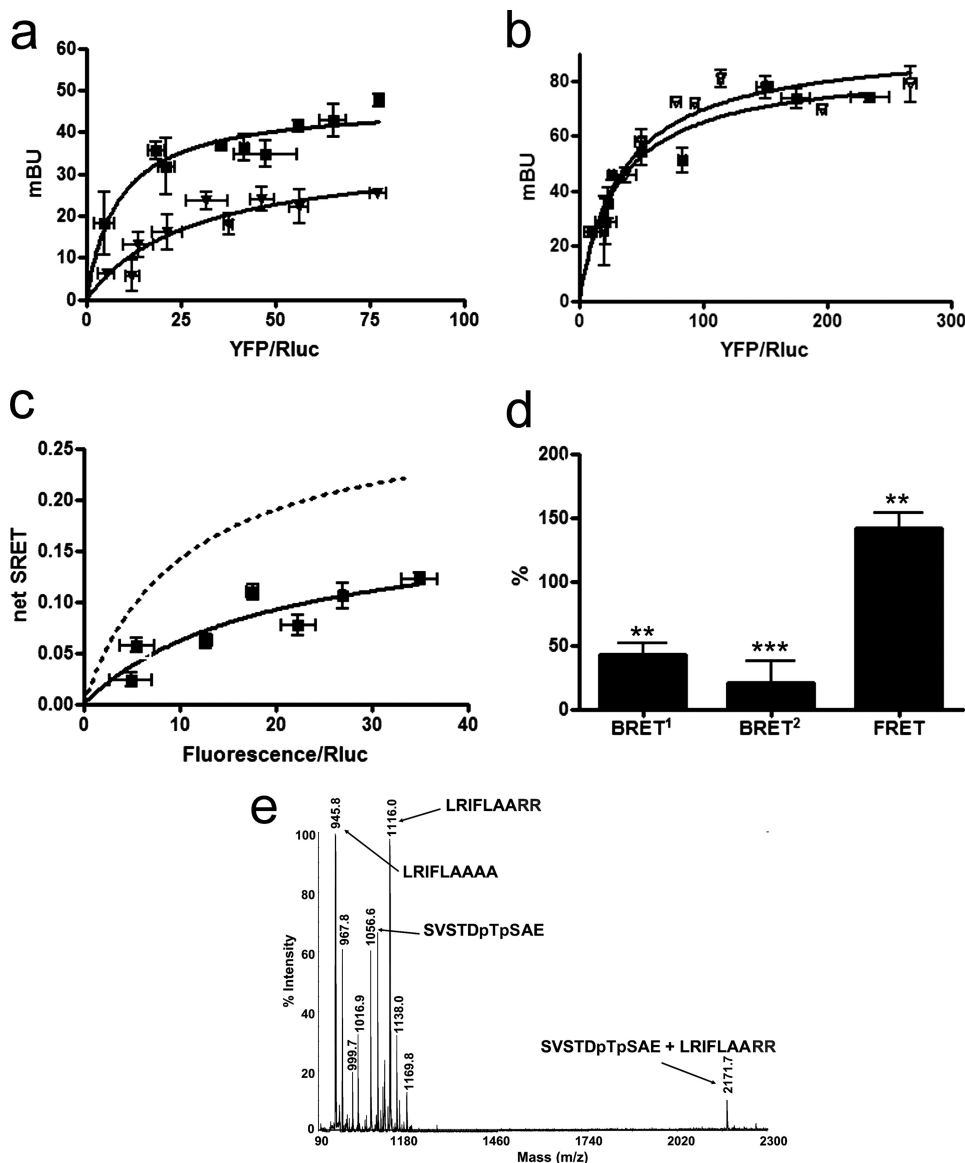 a
60
50
40
30
20
10
0
mBU
0 25 50 75 100
YFP/Rluc
b
80
60
40
20
0
mBU
0 100 200 300
YFP/Rluc
c
0.25
0.20
0.15
0.10
0.05
0.00
net SRET
0 10 20 30 40
Fluorescence/Rluc
d
200
150
100
50
0
%
**
***
**
BRET¹ BRET² FRET
e
100
80
60
40
20
0
% Intensity
945.8
967.8
999.7
1016.9
1056.6
1116.0
1138.0
1169.8
2171.7
LRIFLAARR
LRIFLAAAA
SVSTDpTpSAE
SVSTDpTpSAE + LRIFLAARR
90 1180 1460 1740 2020 2300
Mass (m/z)